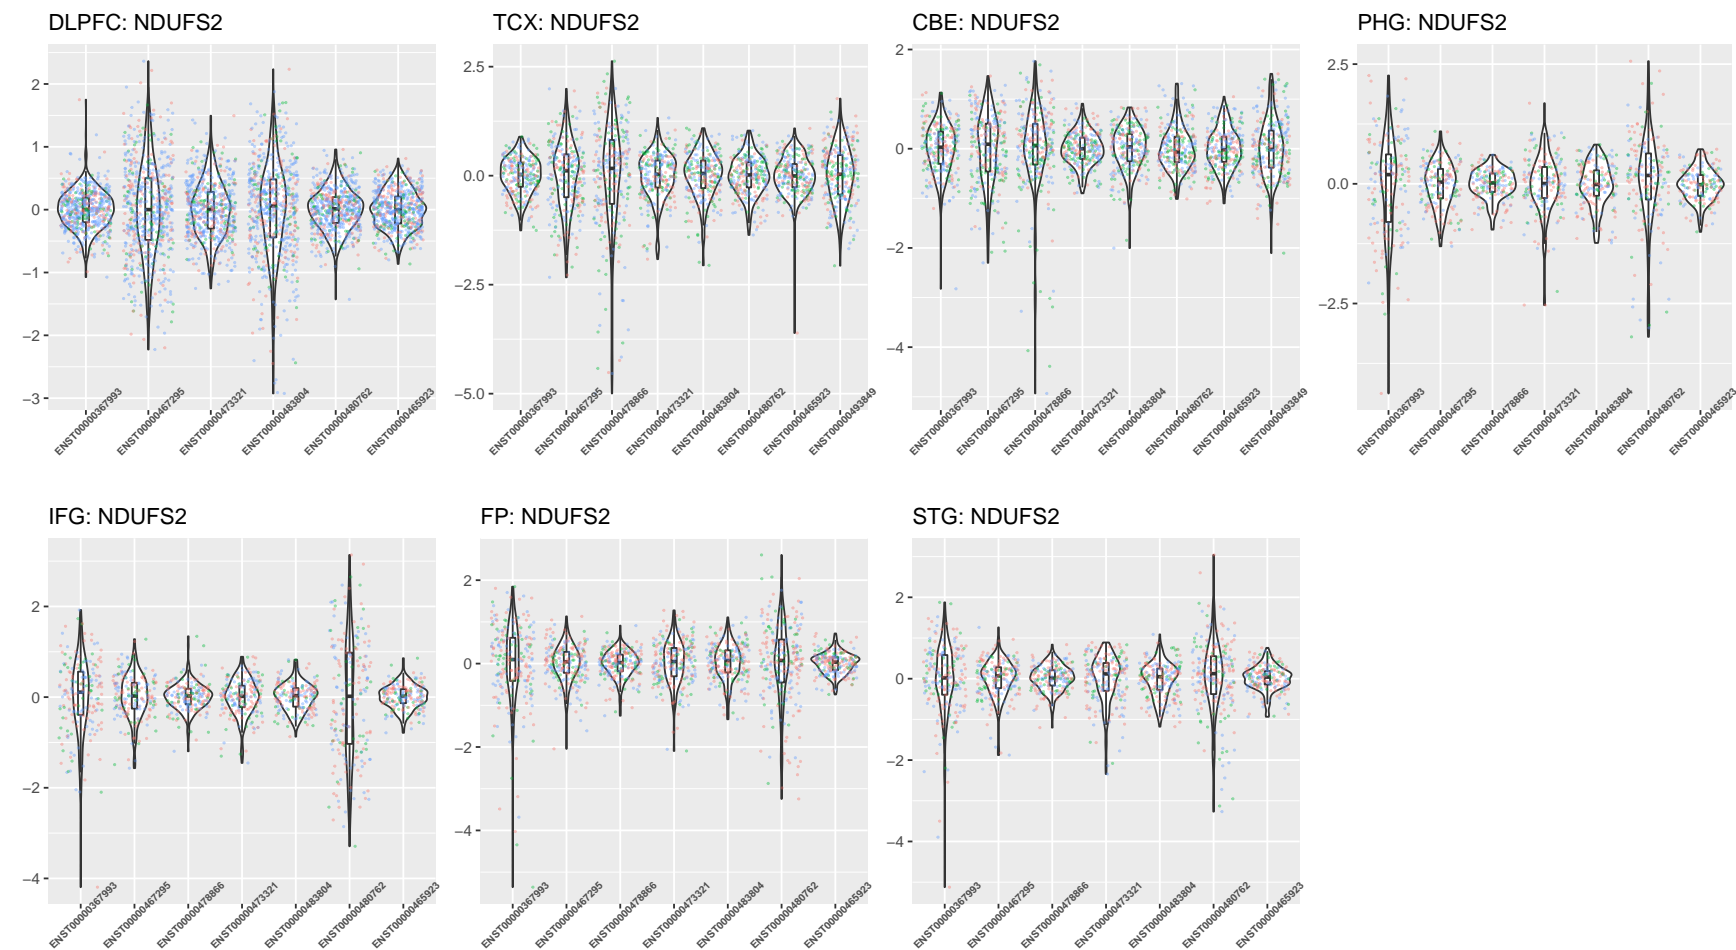 DLPFC: NDUFS2
2
1
0
−1
−2
−3
ENST00000367993
ENST00000467295
ENST00000473321
ENST00000483804
ENST00000480762
ENST00000465923
TCX: NDUFS2
2.5
0.0
−2.5
−5.0
ENST00000367993
ENST00000467295
ENST00000478866
ENST00000473321
ENST00000483804
ENST00000480762
ENST00000465923
ENST00000493849
CBE: NDUFS2
2
0
−2
−4
ENST00000367993
ENST00000467295
ENST00000478866
ENST00000473321
ENST00000483804
ENST00000480762
ENST00000465923
ENST00000493849
PHG: NDUFS2
2.5
0.0
−2.5
ENST00000367993
ENST00000467295
ENST00000478866
ENST00000473321
ENST00000483804
ENST00000480762
ENST00000465923
IFG: NDUFS2
2
0
−2
−4
ENST00000367993
ENST00000467295
ENST00000478866
ENST00000473321
ENST00000483804
ENST00000480762
ENST00000465923
FP: NDUFS2
2
0
−2
−4
ENST00000367993
ENST00000467295
ENST00000478866
ENST00000473321
ENST00000483804
ENST00000480762
ENST00000465923
STG: NDUFS2
2
0
−2
−4
ENST00000367993
ENST00000467295
ENST00000478866
ENST00000473321
ENST00000483804
ENST00000480762
ENST00000465923